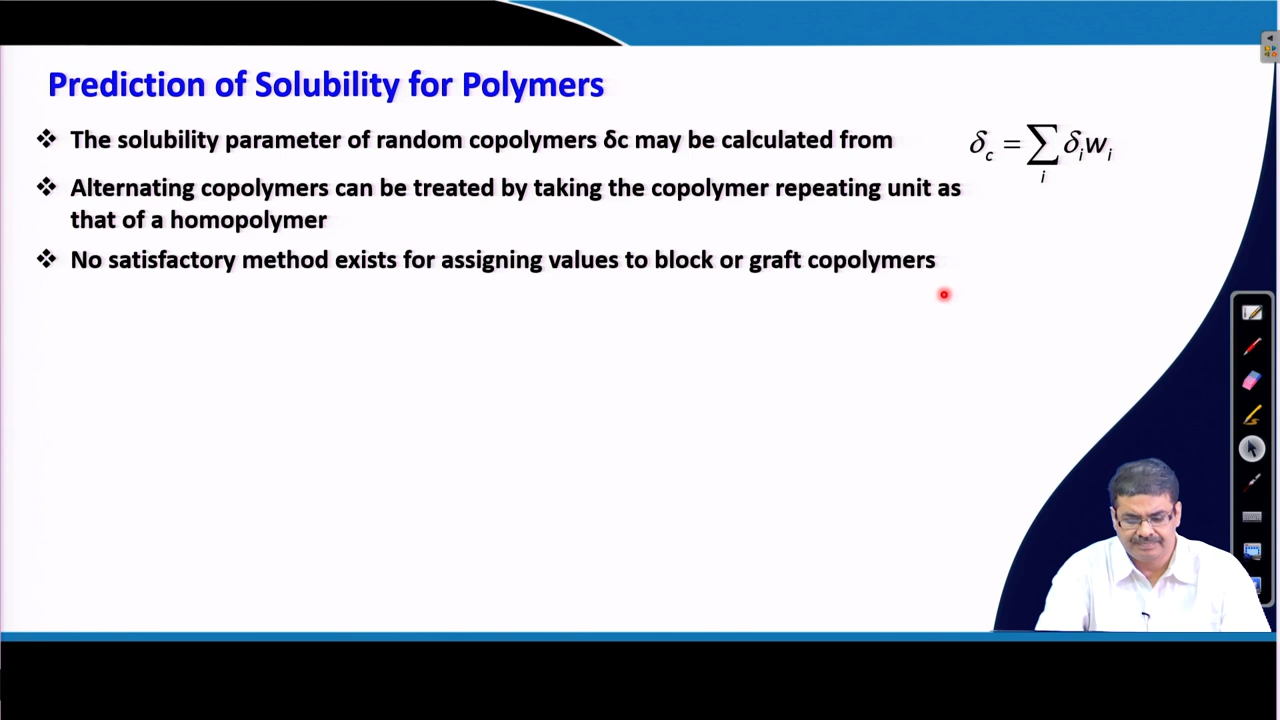 Prediction of Solubility for Polymers
❖ The solubility parameter of random copolymers δc may be calculated from
δ_c = ∑_i δ_i w_i
❖ Alternating copolymers can be treated by taking the copolymer repeating unit as
that of a homopolymer
❖ No satisfactory method exists for assigning values to block or graft copolymers